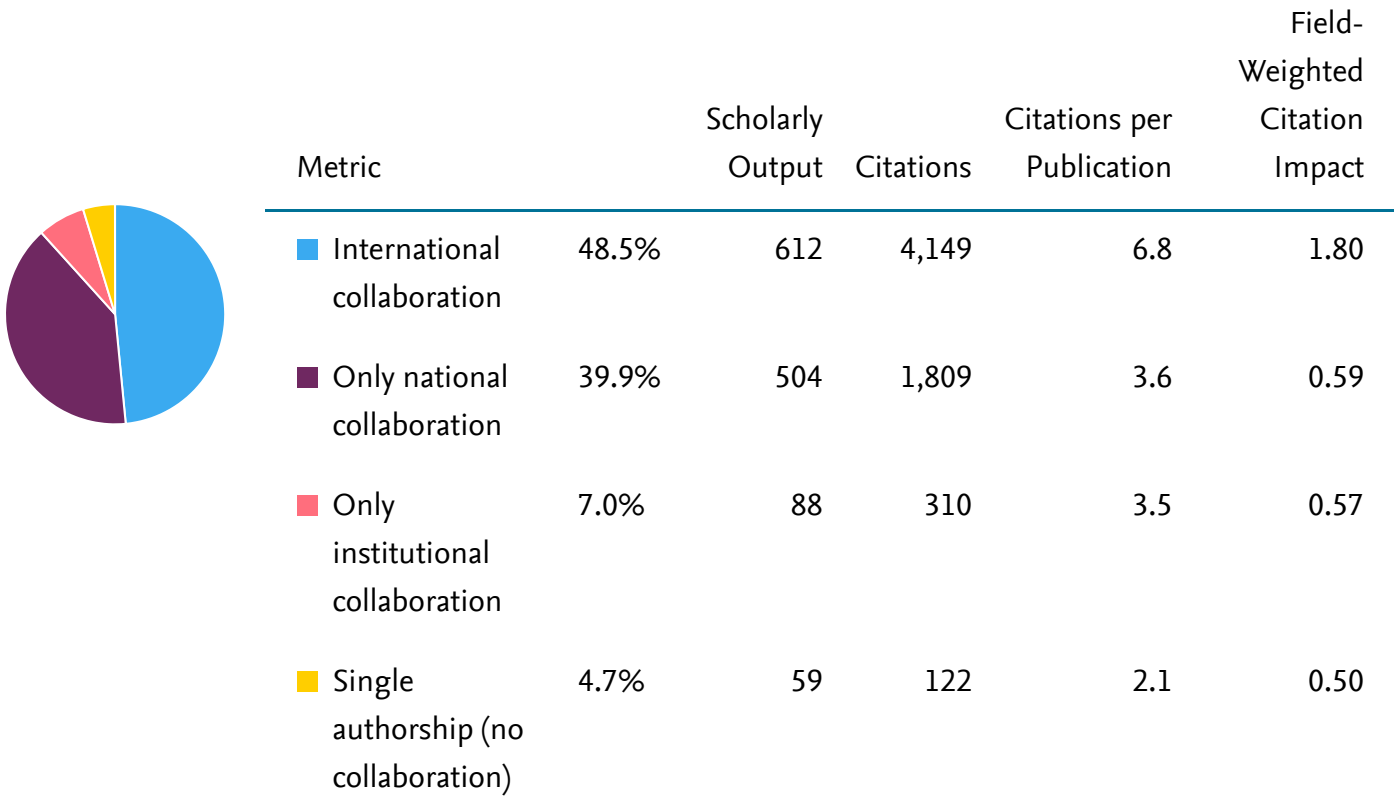 Field-
Weighted
Scholarly Citations per Citation
Metric Output Citations Publication Impact
International 48.5% 612 4,149 6.8 1.80
collaboration
Only national 39.9% 504 1,809 3.6 0.59
collaboration
Only 7.0% 88 310 3.5 0.57
institutional
collaboration
Single 4.7% 59 122 2.1 0.50
authorship (no
collaboration)